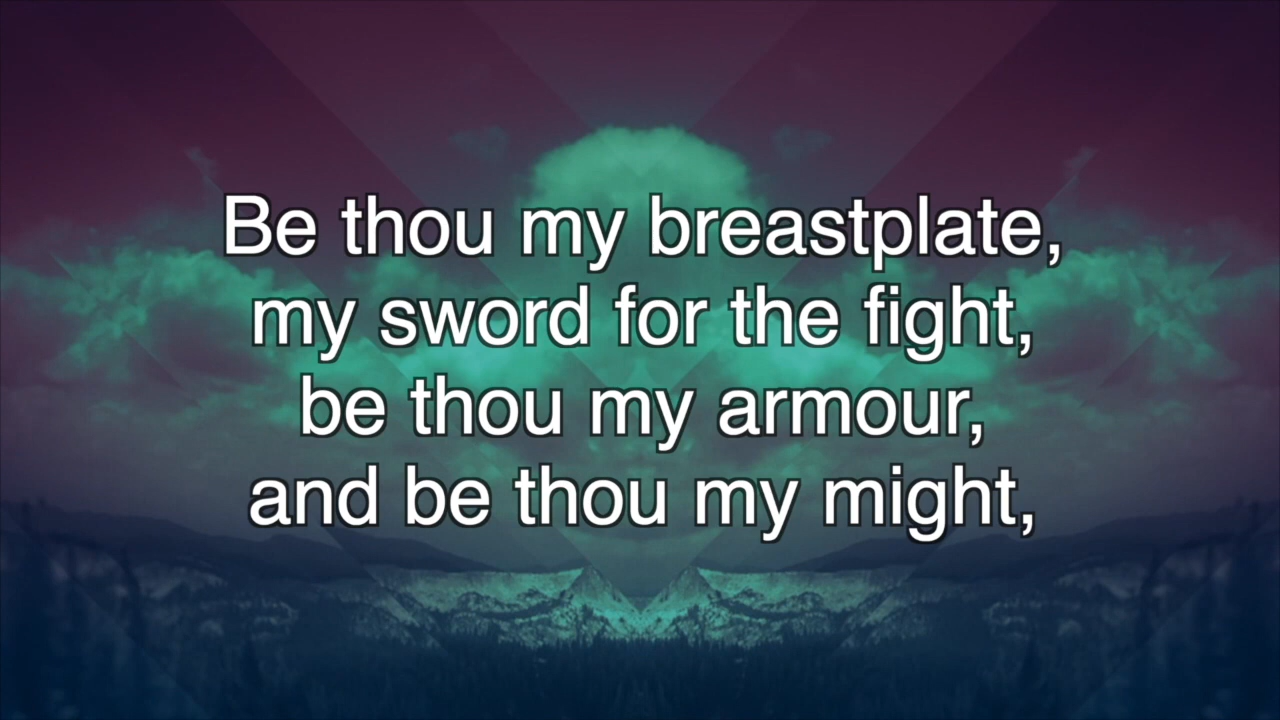 Be thou my breastplate,
my sword for the fight,
be thou my armour,
and be thou my might,